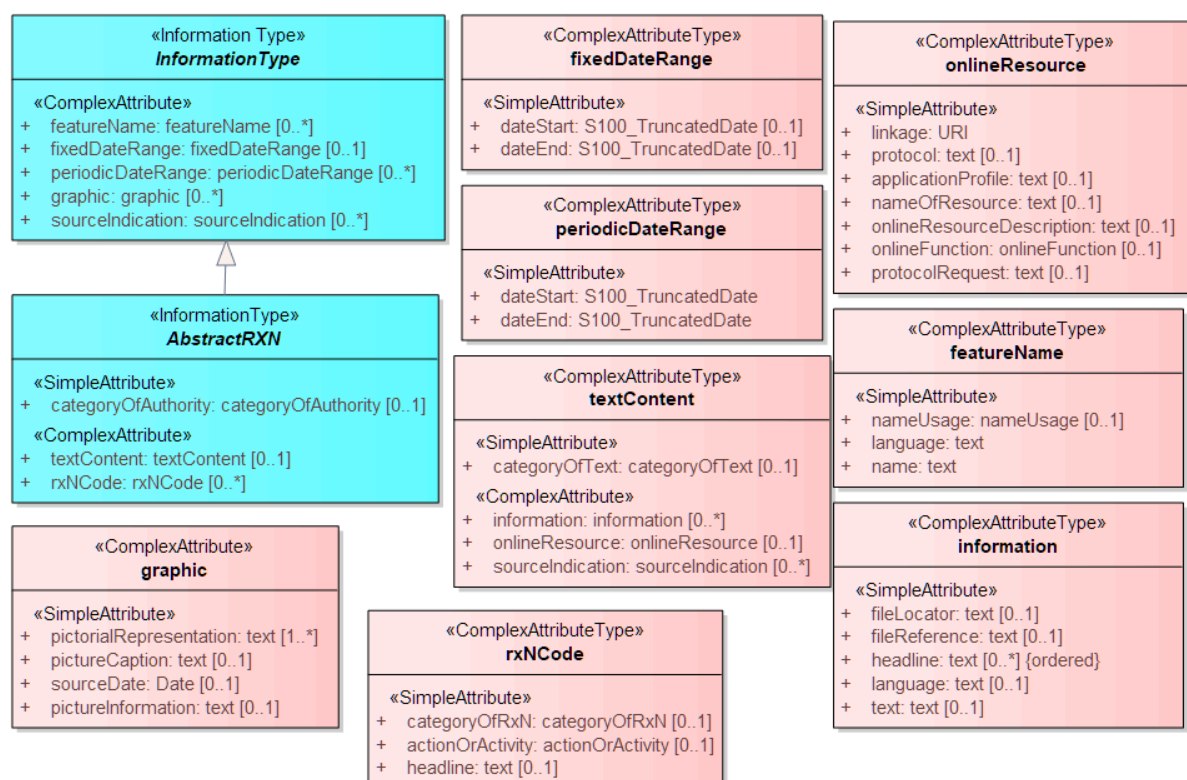 «Information Type»
InformationType
«ComplexAttribute»
+ featureName: featureName [0..*]
+ fixedDateRange: fixedDateRange [0..1]
+ periodicDateRange: periodicDateRange [0..*]
+ graphic: graphic [0..*]
+ sourceIndication: sourceIndication [0..*]
«InformationType»
AbstractRXN
«SimpleAttribute»
+ categoryOfAuthority: categoryOfAuthority [0..1]
«ComplexAttribute»
+ textContent: textContent [0..1]
+ rxNCode: rxNCode [0..*]
«ComplexAttribute»
graphic
«SimpleAttribute»
+ pictorialRepresentation: text [1..*]
+ pictureCaption: text [0..1]
+ sourceDate: Date [0..1]
+ pictureInformation: text [0..1]
«ComplexAttributeType»
fixedDateRange
«SimpleAttribute»
+ dateStart: S100_TruncatedDate [0..1]
+ dateEnd: S100_TruncatedDate [0..1]
«ComplexAttributeType»
periodicDateRange
«SimpleAttribute»
+ dateStart: S100_TruncatedDate
+ dateEnd: S100_TruncatedDate
«ComplexAttributeType»
textContent
«SimpleAttribute»
+ categoryOfText: categoryOfText [0..1]
«ComplexAttribute»
+ information: information [0..*]
+ onlineResource: onlineResource [0..1]
+ sourceIndication: sourceIndication [0..*]
«ComplexAttributeType»
rxNCode
«SimpleAttribute»
+ categoryOfRxN: categoryOfRxN [0..1]
+ actionOrActivity: actionOrActivity [0..1]
+ headline: text [0..1]
«ComplexAttributeType»
onlineResource
«SimpleAttribute»
+ linkage: URI
+ protocol: text [0..1]
+ applicationProfile: text [0..1]
+ nameOfResource: text [0..1]
+ onlineResourceDescription: text [0..1]
+ onlineFunction: onlineFunction [0..1]
+ protocolRequest: text [0..1]
«ComplexAttributeType»
featureName
«SimpleAttribute»
+ nameUsage: nameUsage [0..1]
+ language: text
+ name: text
«ComplexAttributeType»
information
«SimpleAttribute»
+ fileLocator: text [0..1]
+ fileReference: text [0..1]
+ headline: text [0..*] {ordered}
+ language: text [0..1]
+ text: text [0..1]